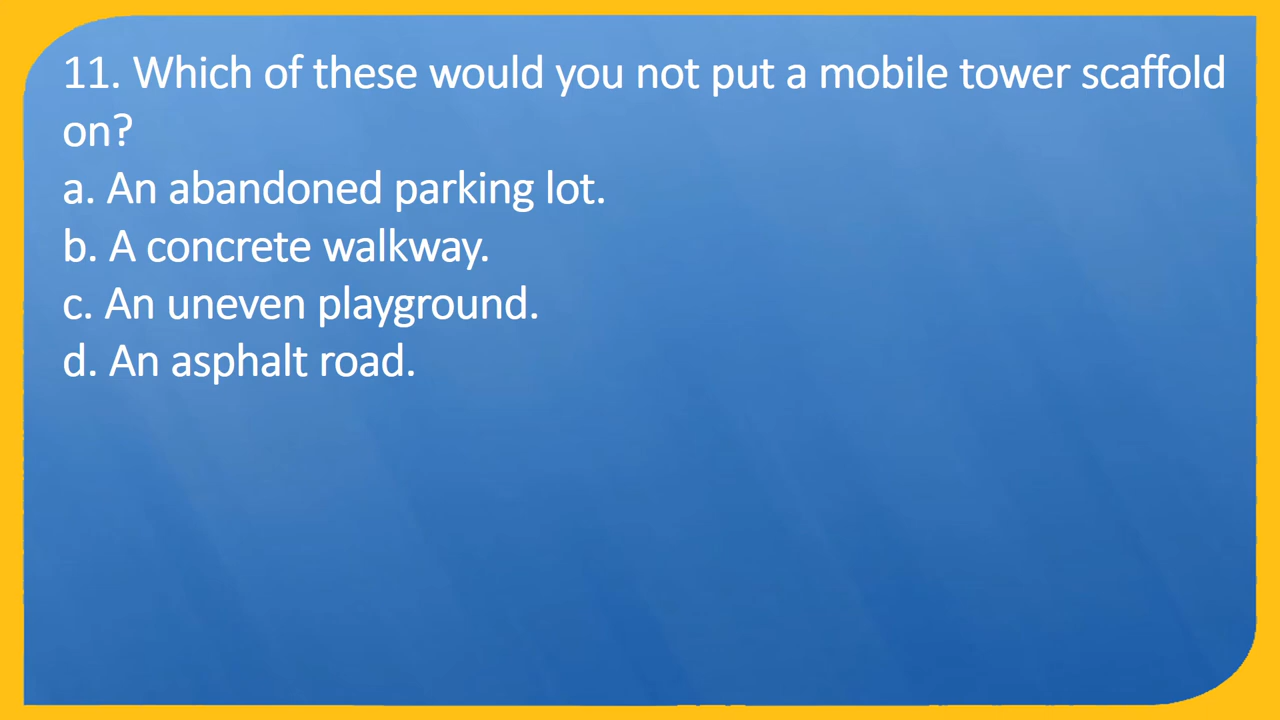 11. Which of these would you not put a mobile tower scaffold
on?
a. An abandoned parking lot.
b. A concrete walkway.
c. An uneven playground.
d. An asphalt road.